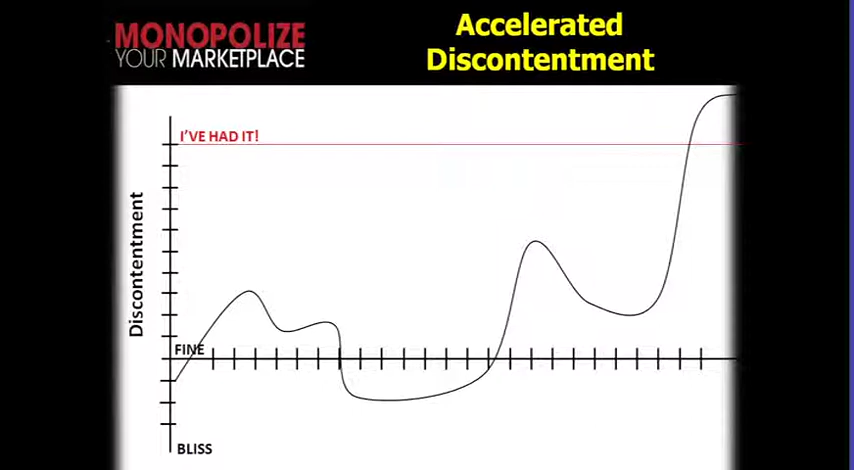 MONOPOLIZE
YOUR MARKETPLACE
Accelerated
Discontentment
I'VE HAD IT!
Discontentment
FINE
BLISS